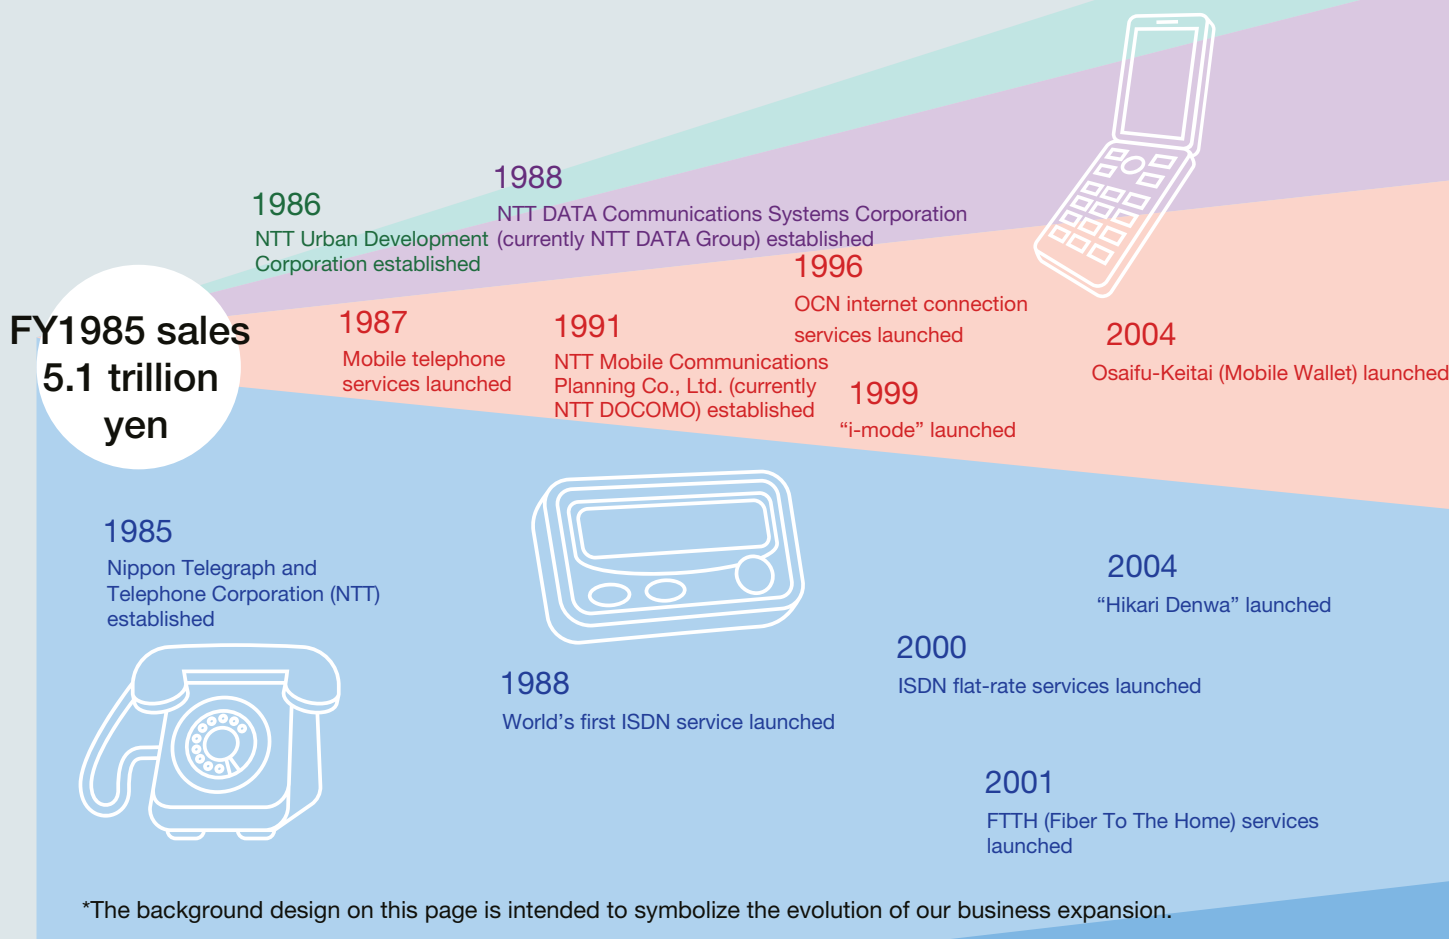 1986
NTT Urban Development
Corporation established
1988
NTT DATA Communications Systems Corporation
(currently NTT DATA Group) established
FY1985 sales
5.1 trillion
yen
1987
Mobile telephone
services launched
1991
NTT Mobile Communications
Planning Co., Ltd. (currently
NTT DOCOMO) established
1996
OCN internet connection
services launched
1999
“i-mode” launched
2004
Osaifu-Keitai (Mobile Wallet) launched
1985
Nippon Telegraph and
Telephone Corporation (NTT)
established
1988
World’s first ISDN service launched
2004
“Hikari Denwa” launched
2000
ISDN flat-rate services launched
2001
FTTH (Fiber To The Home) services
launched
*The background design on this page is intended to symbolize the evolution of our business expansion.